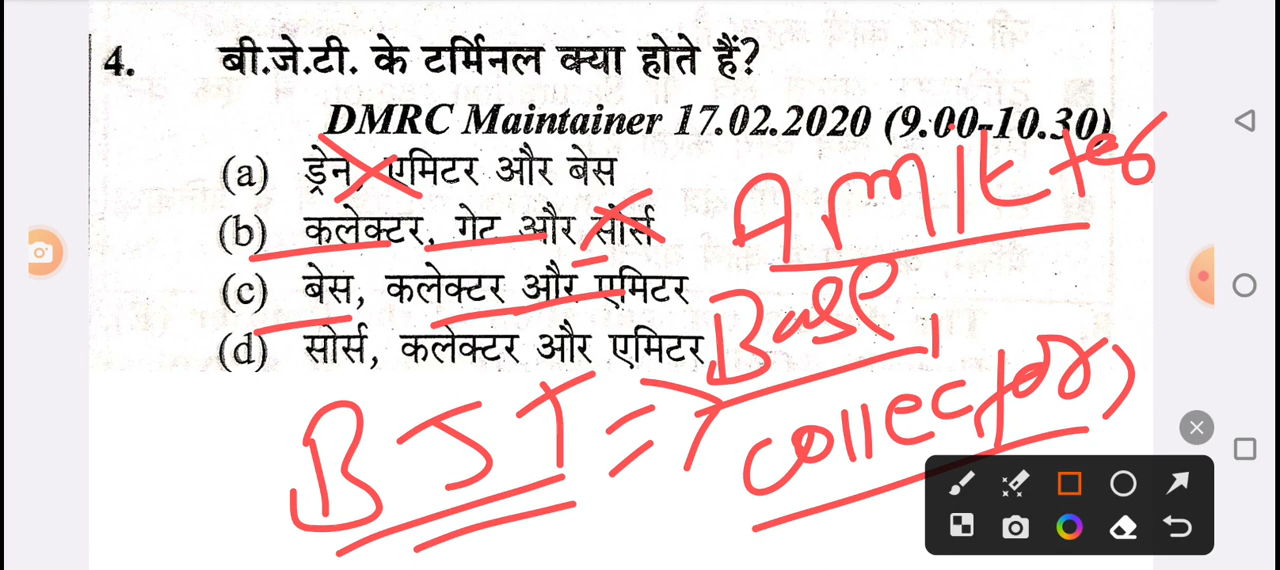 4. बी.जे.टी. के टर्मिनल क्या होते हैं?
DMRC Maintainer 17.02.2020 (9.00-10.30)
(a) ड्रेन, एमिटर और बेस
(b) कलेक्टर, गेट और सोर्स
(c) बेस, कलेक्टर और एमिटर
(d) सोर्स, कलेक्टर और एमिटर
Amitter
Base,
BJT => collector,